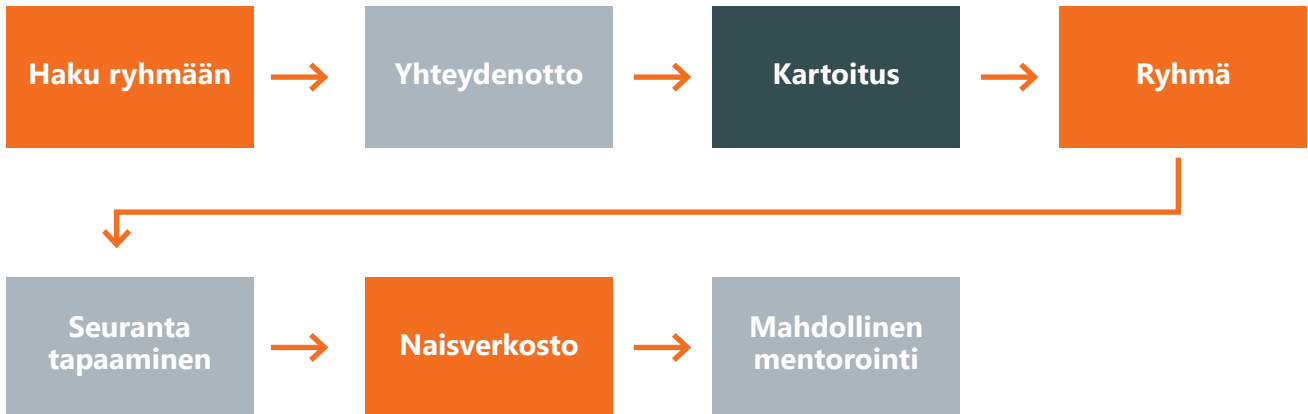 Haku ryhmään
Yhteydenotto
Kartoitus
Ryhmä
Seuranta
tapaaminen
Naisverkosto
Mahdollinen
mentorointi